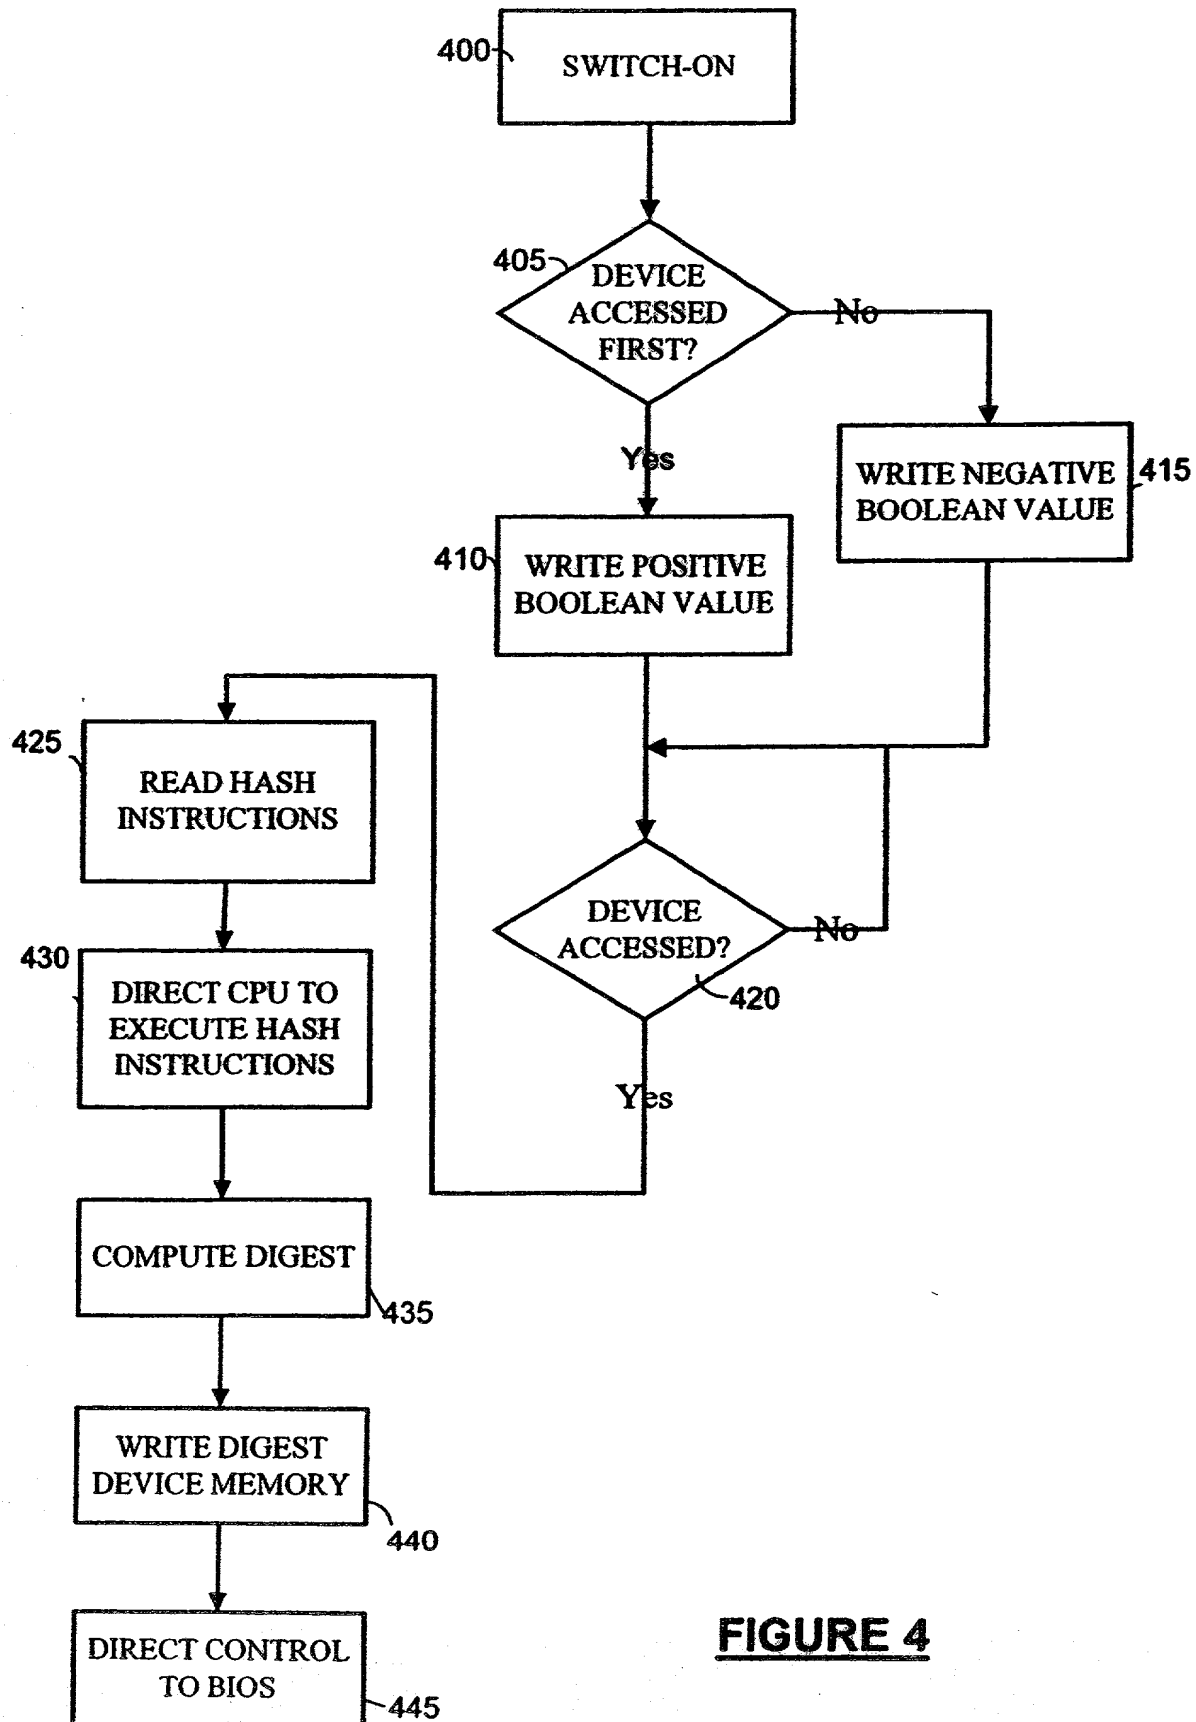 400
SWITCH-ON
405
DEVICE
ACCESSED
FIRST?
No
Yes
WRITE NEGATIVE
BOOLEAN VALUE
415
410
WRITE POSITIVE
BOOLEAN VALUE
425
READ HASH
INSTRUCTIONS
DEVICE
ACCESSED?
No
420
430
DIRECT CPU TO
EXECUTE HASH
INSTRUCTIONS
Yes
COMPUTE DIGEST
435
WRITE DIGEST
DEVICE MEMORY
440
DIRECT CONTROL
TO BIOS
445
FIGURE 4